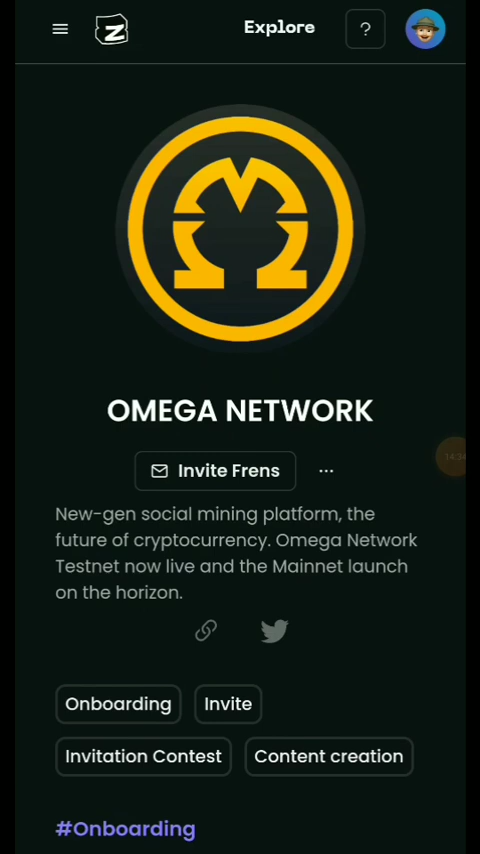 Explore
?
OMEGA NETWORK
Invite Frens
New-gen social mining platform, the
future of cryptocurrency. Omega Network
Testnet now live and the Mainnet launch
on the horizon.
Onboarding
Invite
Invitation Contest
Content creation
#Onboarding